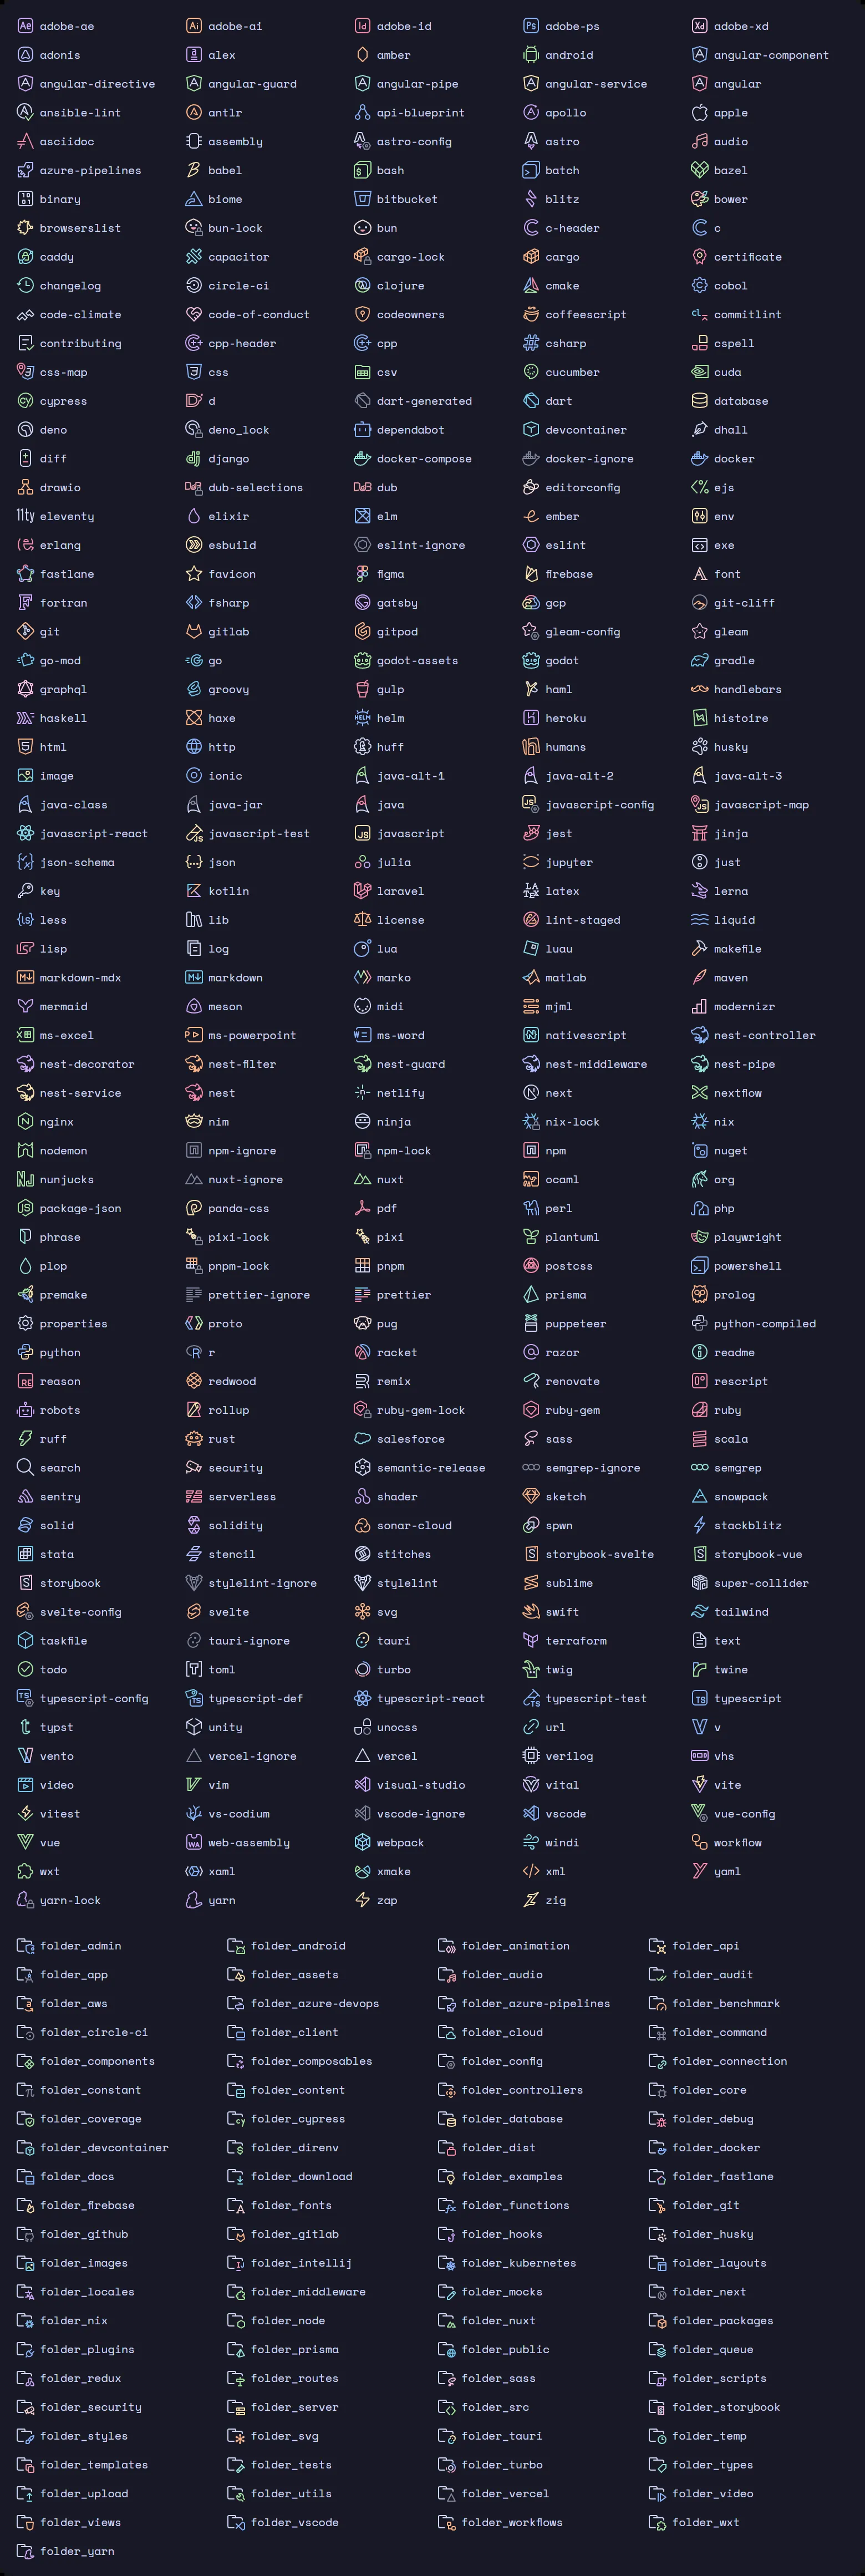 adobe-ae adobe-ai adobe-id adobe-ps adobe-xd
adonis alex amber android angular-component
angular-directive angular-guard angular-pipe angular-service angular
ansible-lint antlr api-blueprint apollo apple
asciidoc assembly astro-config astro audio
azure-pipelines babel bash batch bazel
binary biome bitbucket blitz bower
browserslist bun-lock bun c-header c
caddy capacitor cargo-lock cargo certificate
changelog circle-ci clojure cmake cobol
code-climate code-of-conduct codeowners coffeescript commitlint
contributing cpp-header cpp csharp cspell
css-map css csv cucumber cuda
cypress d dart-generated dart database
deno deno_lock dependabot devcontainer dhall
diff django docker-compose docker-ignore docker
drawio dub-selections dub editorconfig ejs
eleventy elixir elm ember env
erlang esbuild eslint-ignore eslint exe
fastlane favicon figma firebase font
fortran fsharp gatsby gcp git-cliff
git gitlab gitpod gleam-config gleam
go-mod go godot-assets godot gradle
graphql groovy gulp haml handlebars
haskell haxe helm heroku histoire
html http huff humans husky
image ionic java-alt-1 java-alt-2 java-alt-3
java-class java-jar java javascript-config javascript-map
javascript-react javascript-test javascript jest jinja
json-schema json julia jupyter just
key kotlin laravel latex lerna
less lib license lint-staged liquid
lisp log lua luau makefile
markdown-mdx markdown marko matlab maven
mermaid meson midi mjml modernizr
ms-excel ms-powerpoint ms-word nativescript nest-controller
nest-decorator nest-filter nest-guard nest-middleware nest-pipe
nest-service nest netlify next nextflow
nginx nim ninja nix-lock nix
nodemon npm-ignore npm-lock npm nuget
nunjucks nuxt-ignore nuxt ocaml org
package-json panda-css pdf perl php
phrase pixi-lock pixi plantuml playwright
plop pnpm-lock pnpm postcss powershell
premake prettier-ignore prettier prisma prolog
properties proto pug puppeteer python-compiled
python r racket razor readme
reason redwood remix renovate rescript
robots rollup ruby-gem-lock ruby-gem ruby
ruff rust salesforce sass scala
search security semantic-release semgrep-ignore semgrep
sentry serverless shader sketch snowpack
solid solidity sonar-cloud spwn stackblitz
stata stencil stitches storybook-svelte storybook-vue
storybook stylelint-ignore stylelint sublime super-collider
svelte-config svelte svg swift tailwind
taskfile tauri-ignore tauri terraform text
todo toml turbo twig twine
typescript-config typescript-def typescript-react typescript-test typescript
typst unity unocss url v
vento vercel-ignore vercel verilog vhs
video vim visual-studio vital vite
vitest vs-codium vscode-ignore vscode vue-config
vue web-assembly webpack windi workflow
wxt xaml xmake xml yaml
yarn-lock yarn zap zig
folder_admin folder_android folder_animation folder_api
folder_app folder_assets folder_audio folder_audit
folder_aws folder_azure-devops folder_azure-pipelines folder_benchmark
folder_circle-ci folder_client folder_cloud folder_command
folder_components folder_composables folder_config folder_connection
folder_constant folder_content folder_controllers folder_core
folder_coverage folder_cypress folder_database folder_debug
folder_devcontainer folder_direnv folder_dist folder_docker
folder_docs folder_download folder_examples folder_fastlane
folder_firebase folder_fonts folder_functions folder_git
folder_github folder_gitlab folder_hooks folder_husky
folder_images folder_intellij folder_kubernetes folder_layouts
folder_locales folder_middleware folder_mocks folder_next
folder_nix folder_node folder_nuxt folder_packages
folder_plugins folder_prisma folder_public folder_queue
folder_redux folder_routes folder_sass folder_scripts
folder_security folder_server folder_src folder_storybook
folder_styles folder_svg folder_tauri folder_temp
folder_templates folder_tests folder_turbo folder_types
folder_upload folder_utils folder_vercel folder_video
folder_views folder_vscode folder_workflows folder_wxt
folder_yarn